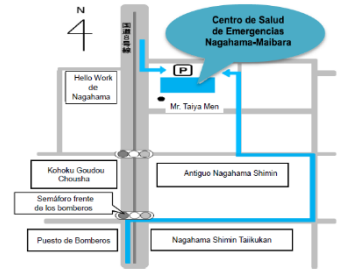 N
Centro de Salud
de Emergencias
Nagahama-Maibara
P
Hello Work
de
Nagahama
Mr. Taiya Men
Kohoku Goudou
Chousha
Antiguo Nagahama Shimin
Semáforo frente
de los bomberos
Puesto de Bomberos
Nagahama Shimin Taiikukan